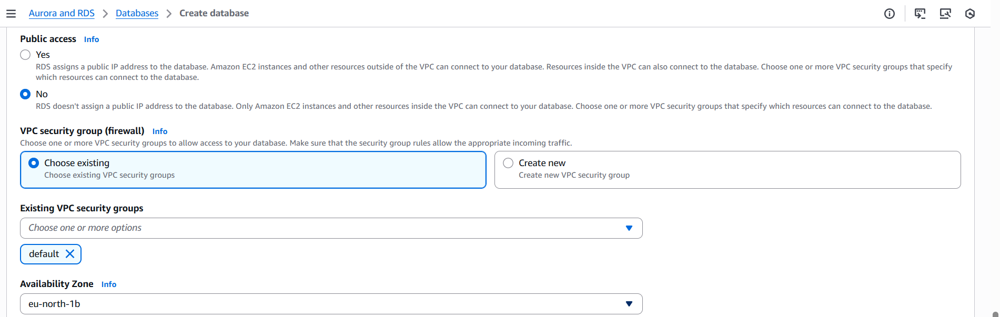 Aurora and RDS > Databases > Create database
Public access Info
Yes
RDS assigns a public IP address to the database. Amazon EC2 instances and other resources outside of the VPC can connect to your database. Resources inside the VPC can also connect to the database. Choose one or more VPC security groups that specify
which resources can connect to the database.
No
RDS doesn't assign a public IP address to the database. Only Amazon EC2 instances and other resources inside the VPC can connect to your database. Choose one or more VPC security groups that specify which resources can connect to the database.
VPC security group (firewall) Info
Choose one or more VPC security groups to allow access to your database. Make sure that the security group rules allow the appropriate incoming traffic.
Choose existing
Choose existing VPC security groups
Create new
Create new VPC security group
Existing VPC security groups
Choose one or more options
default
Availability Zone Info
eu-north-1b